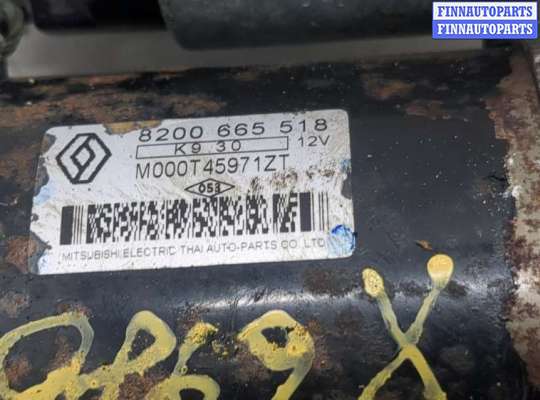 FINNAUTOPARTS
FINNAUTOPARTS
8200 665 518
K9 30 12V
M000T45971ZT
053
MITSUBISHI ELECTRIC THAI AUTO-PARTS CO. LTD.
X